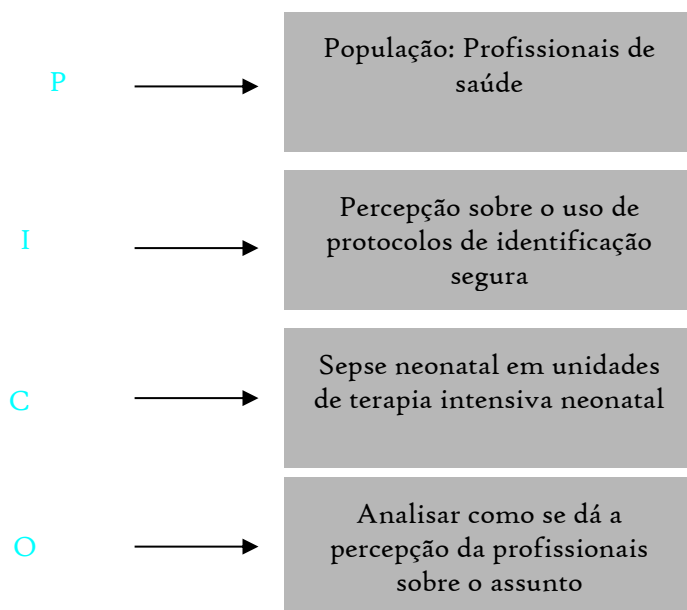 P
População: Profissionais de
saúde
I
Percepção sobre o uso de
protocolos de identificação
segura
C
Sepse neonatal em unidades
de terapia intensiva neonatal
O
Analisar como se dá a
percepção da profissionais
sobre o assunto